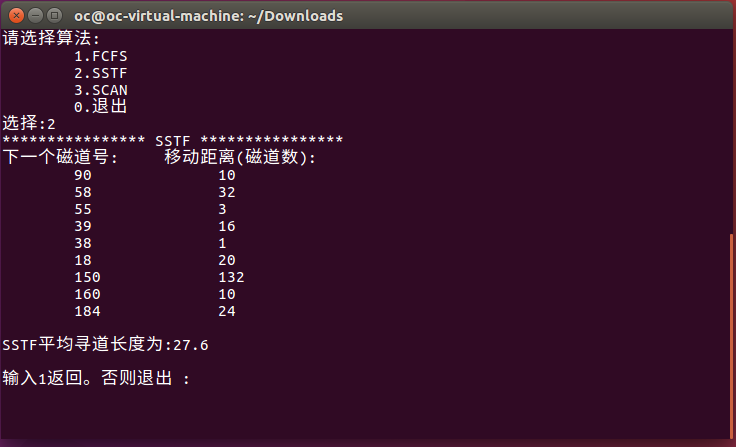 oc@oc-virtual-machine: ~/Downloads
请选择算法:
1.FCFS
2.SSTF
3.SCAN
0.退出
选择:2
**************** SSTF ****************
下一个磁道号: 移动距离(磁道数):
90 10
58 32
55 3
39 16
38 1
18 20
150 132
160 10
184 24
SSTF平均寻道长度为:27.6
输入1返回。否则退出 :